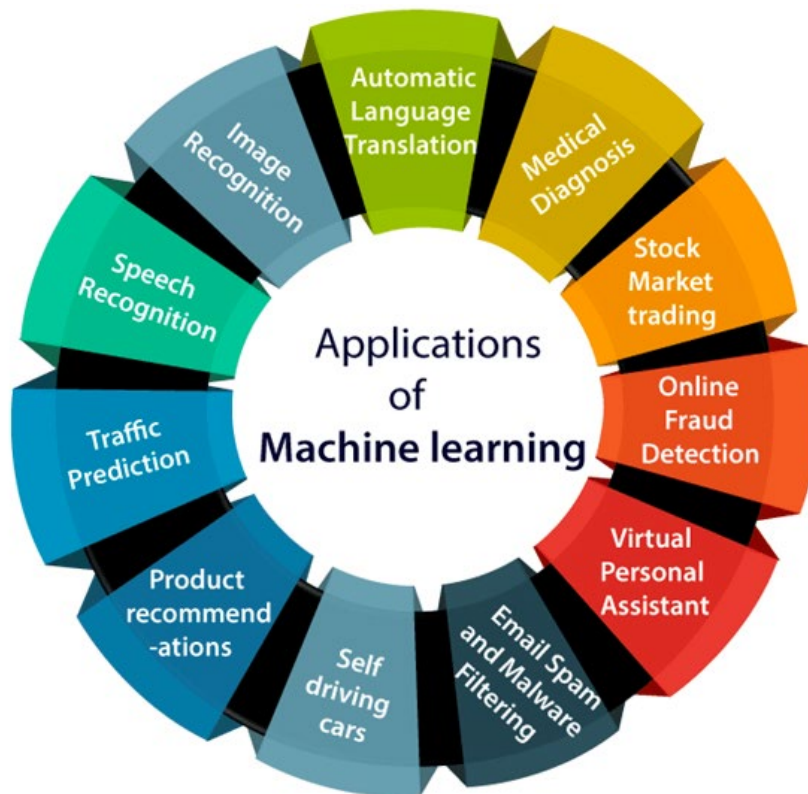 Applications
of
Machine learning
Automatic
Language
Translation
Medical
Diagnosis
Stock
Market
trading
Online
Fraud
Detection
Virtual
Personal
Assistant
Email Spam
and Malware
Filtering
Self
driving
cars
Product
recommend
-ations
Traffic
Prediction
Speech
Recognition
Image
Recognition